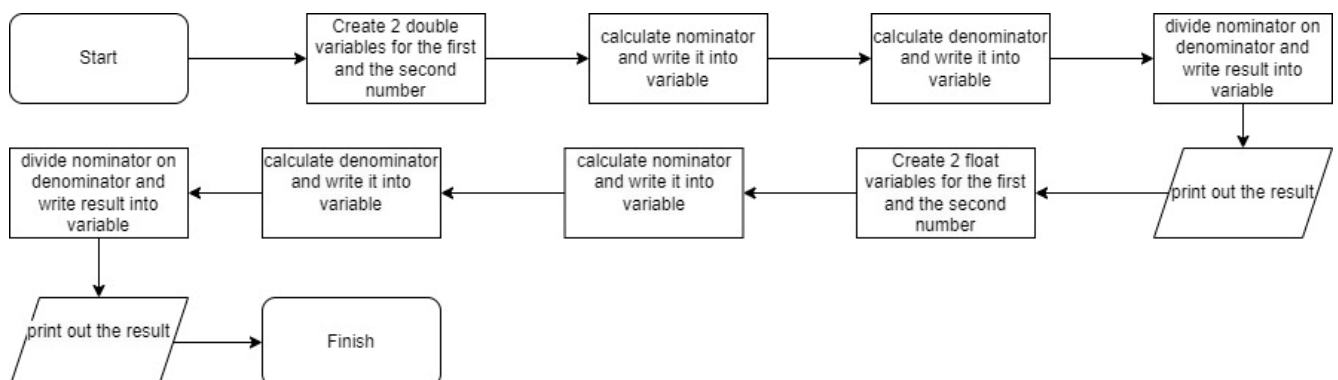 Start
Create 2 double
variables for the first
and the second
number
calculate nominator
and write it into
variable
calculate denominator
and write it into
variable
divide nominator on
denominator and
write result into
variable
print out the result
Create 2 float
variables for the first
and the second
number
calculate nominator
and write it into
variable
calculate denominator
and write it into
variable
divide nominator on
denominator and
write result into
variable
print out the result
Finish